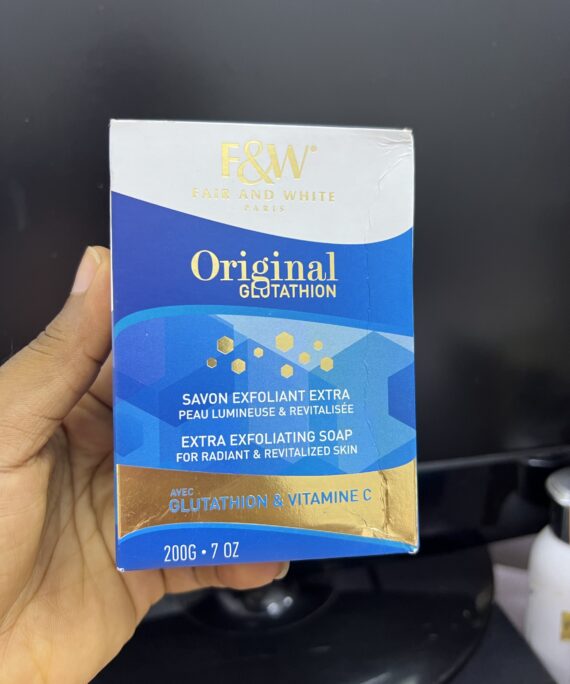 F&W®
FAIR AND WHITE
PARIS
Original
GLUTATHION
SAVON EXFOLIANT EXTRA
PEAU LUMINEUSE & REVITALISÉE
EXTRA EXFOLIATING SOAP
FOR RADIANT & REVITALIZED SKIN
AVEC
GLUTATHION & VITAMINE C
200G • 7 OZ